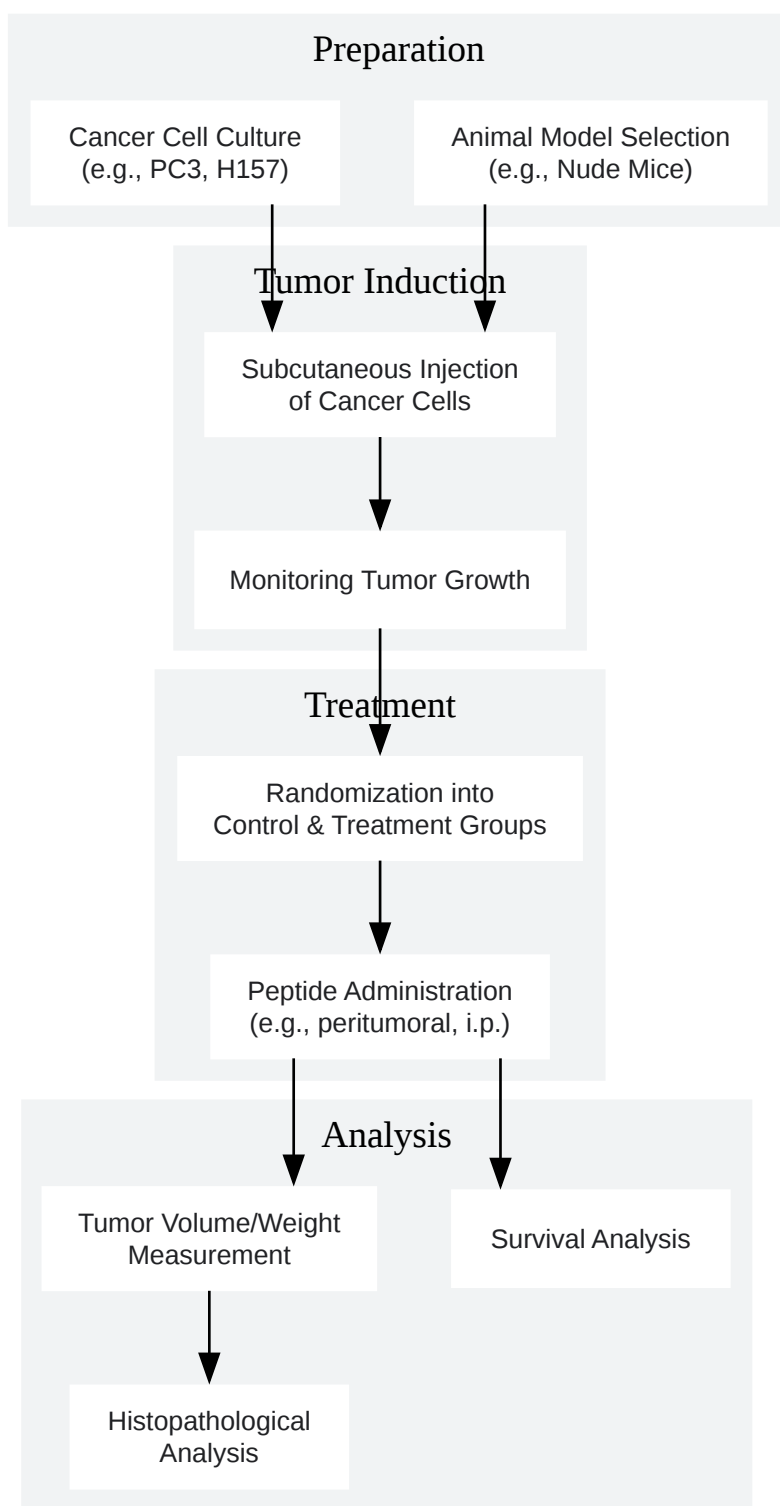 Preparation
Cancer Cell Culture
(e.g., PC3, H157)
Animal Model Selection
(e.g., Nude Mice)
Tumor Induction
Subcutaneous Injection
of Cancer Cells
Monitoring Tumor Growth
Treatment
Randomization into
Control & Treatment Groups
Peptide Administration
(e.g., peritumoral, i.p.)
Analysis
Tumor Volume/Weight
Measurement
Survival Analysis
Histopathological
Analysis